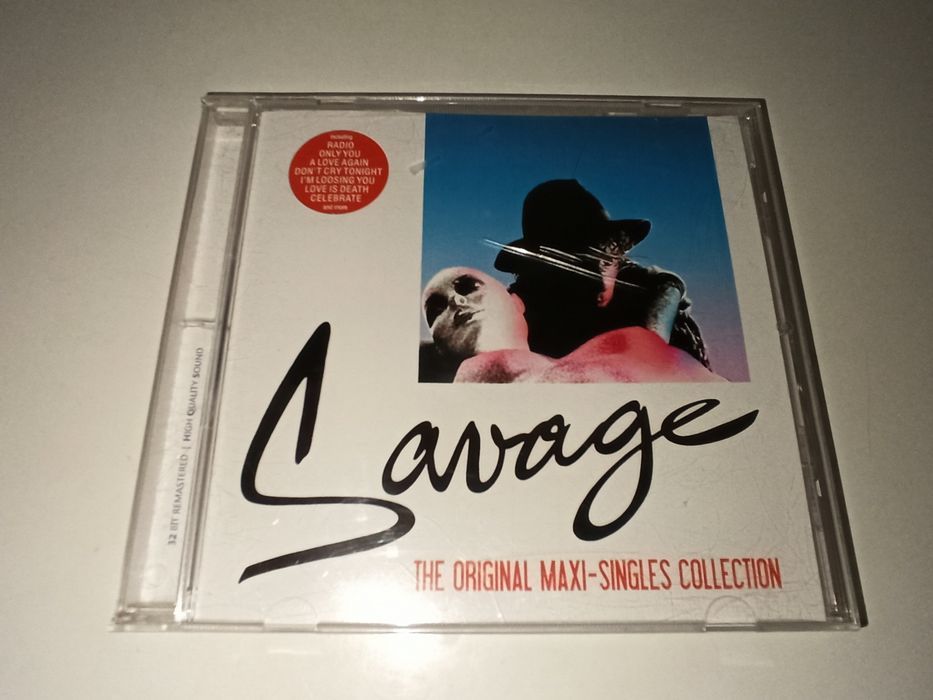 including
RADIO
ONLY YOU
A LOVE AGAIN
DON'T CRY TONIGHT
I'M LOOSING YOU
LOVE IS DEATH
CELEBRATE
and more
Savage
THE ORIGINAL MAXI-SINGLES COLLECTION
32 BIT REMASTERED | HIGH QUALITY SOUND